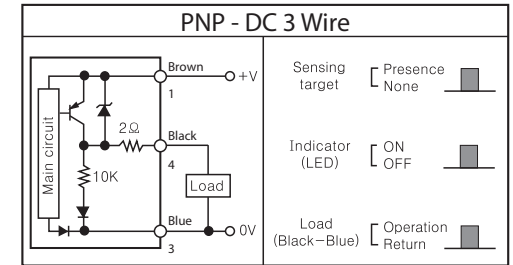 PNP - DC 3 Wire
Main circuit
10K
2Ω
Brown
1
+V
Black
4
Load
Blue
3
0V
Sensing
target
Presence
None
Indicator
(LED)
ON
OFF
Load
(Black-Blue)
Operation
Return